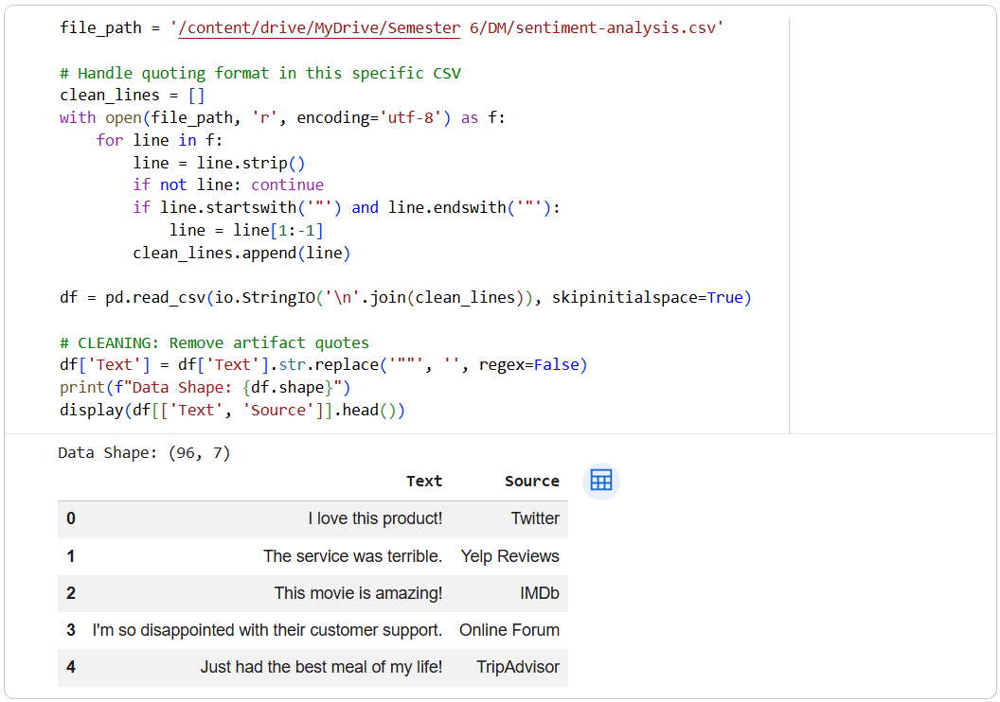 file_path = '/content/drive/MyDrive/Semester 6/DM/sentiment-analysis.csv'
# Handle quoting format in this specific CSV
clean_lines = []
with open(file_path, 'r', encoding='utf-8') as f:
    for line in f:
        line = line.strip()
        if not line: continue
        if line.startswith('"') and line.endswith('"'):
            line = line[1:-1]
        clean_lines.append(line)
df = pd.read_csv(io.StringIO('\n'.join(clean_lines)), skipinitialspace=True)
# CLEANING: Remove artifact quotes
df['Text'] = df['Text'].str.replace('""', '', regex=False)
print(f"Data Shape: {df.shape}")
display(df[['Text', 'Source']].head())
Data Shape: (96, 7)
Text Source
0 I love this product! Twitter
1 The service was terrible. Yelp Reviews
2 This movie is amazing! IMDb
3 I'm so disappointed with their customer support. Online Forum
4 Just had the best meal of my life! TripAdvisor